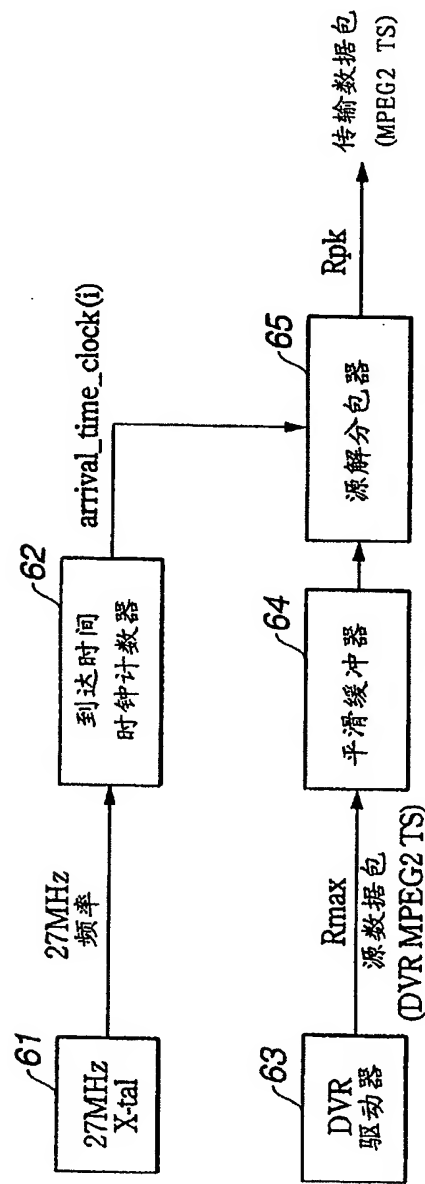 61
27MHz
X-tal
27MHz
频率
62
到达时间
时钟计数器
arrival_time_clock(i)
63
DVR
驱动器
Rmax
源数据包
(DVR MPEG2 TS)
64
平滑缓冲器
65
源解分包器
Rpk
传输数据包
(MPEG2 TS)